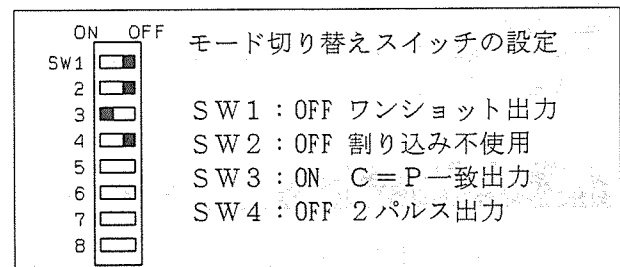 ON OFF
モード切り替えスイッチの設定
SW1
2
3
4
5
6
7
8
SW1：OFF ワンショット出力
SW2：OFF 割り込み不使用
SW3：ON C＝P一致出力
SW4：OFF 2パルス出力